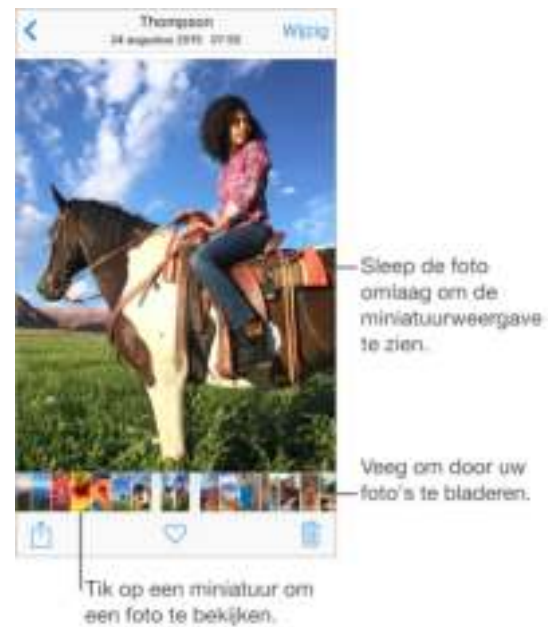 Thompson
24 augustus 2015 07:50
Wijzig
Sleep de foto
omlaag om de
miniatuurweergave
te zien.
Veeg om door uw
foto's te bladeren.
Tik op een miniatuur om
een foto te bekijken.